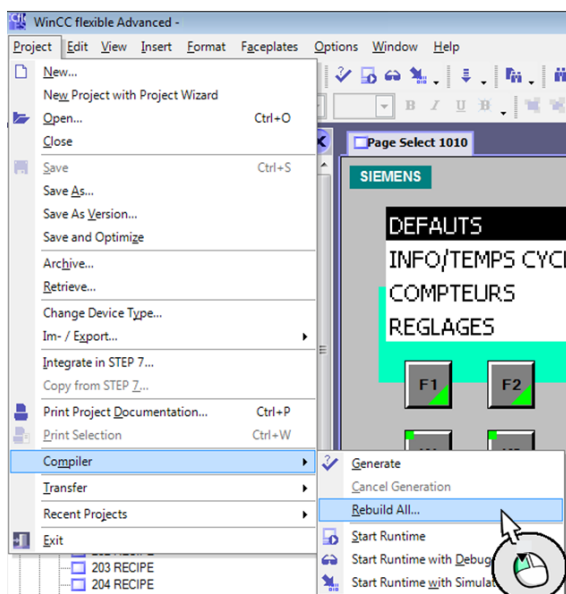 WinCC flexible Advanced -
Project Edit View Insert Format Faceplates Options Window Help
New...
New Project with Project Wizard
Open... Ctrl+O
Close
Save Ctrl+S
Save As...
Save As Version...
Save and Optimize
Archive...
Retrieve...
Change Device Type...
Im- / Export...
Integrate in STEP 7...
Copy from STEP 7...
Print Project Documentation... Ctrl+P
Print Selection Ctrl+W
Compiler
Transfer
Recent Projects
Exit
Generate
Cancel Generation
Rebuild All...
Start Runtime
Start Runtime with Debug
Start Runtime with Simulat
B I U
Page Select 1010
SIEMENS
DEFAUTS
INFO/TEMPS CYCL
COMPTEURS
REGLAGES
F1 F2
203 RECIPE
204 RECIPE